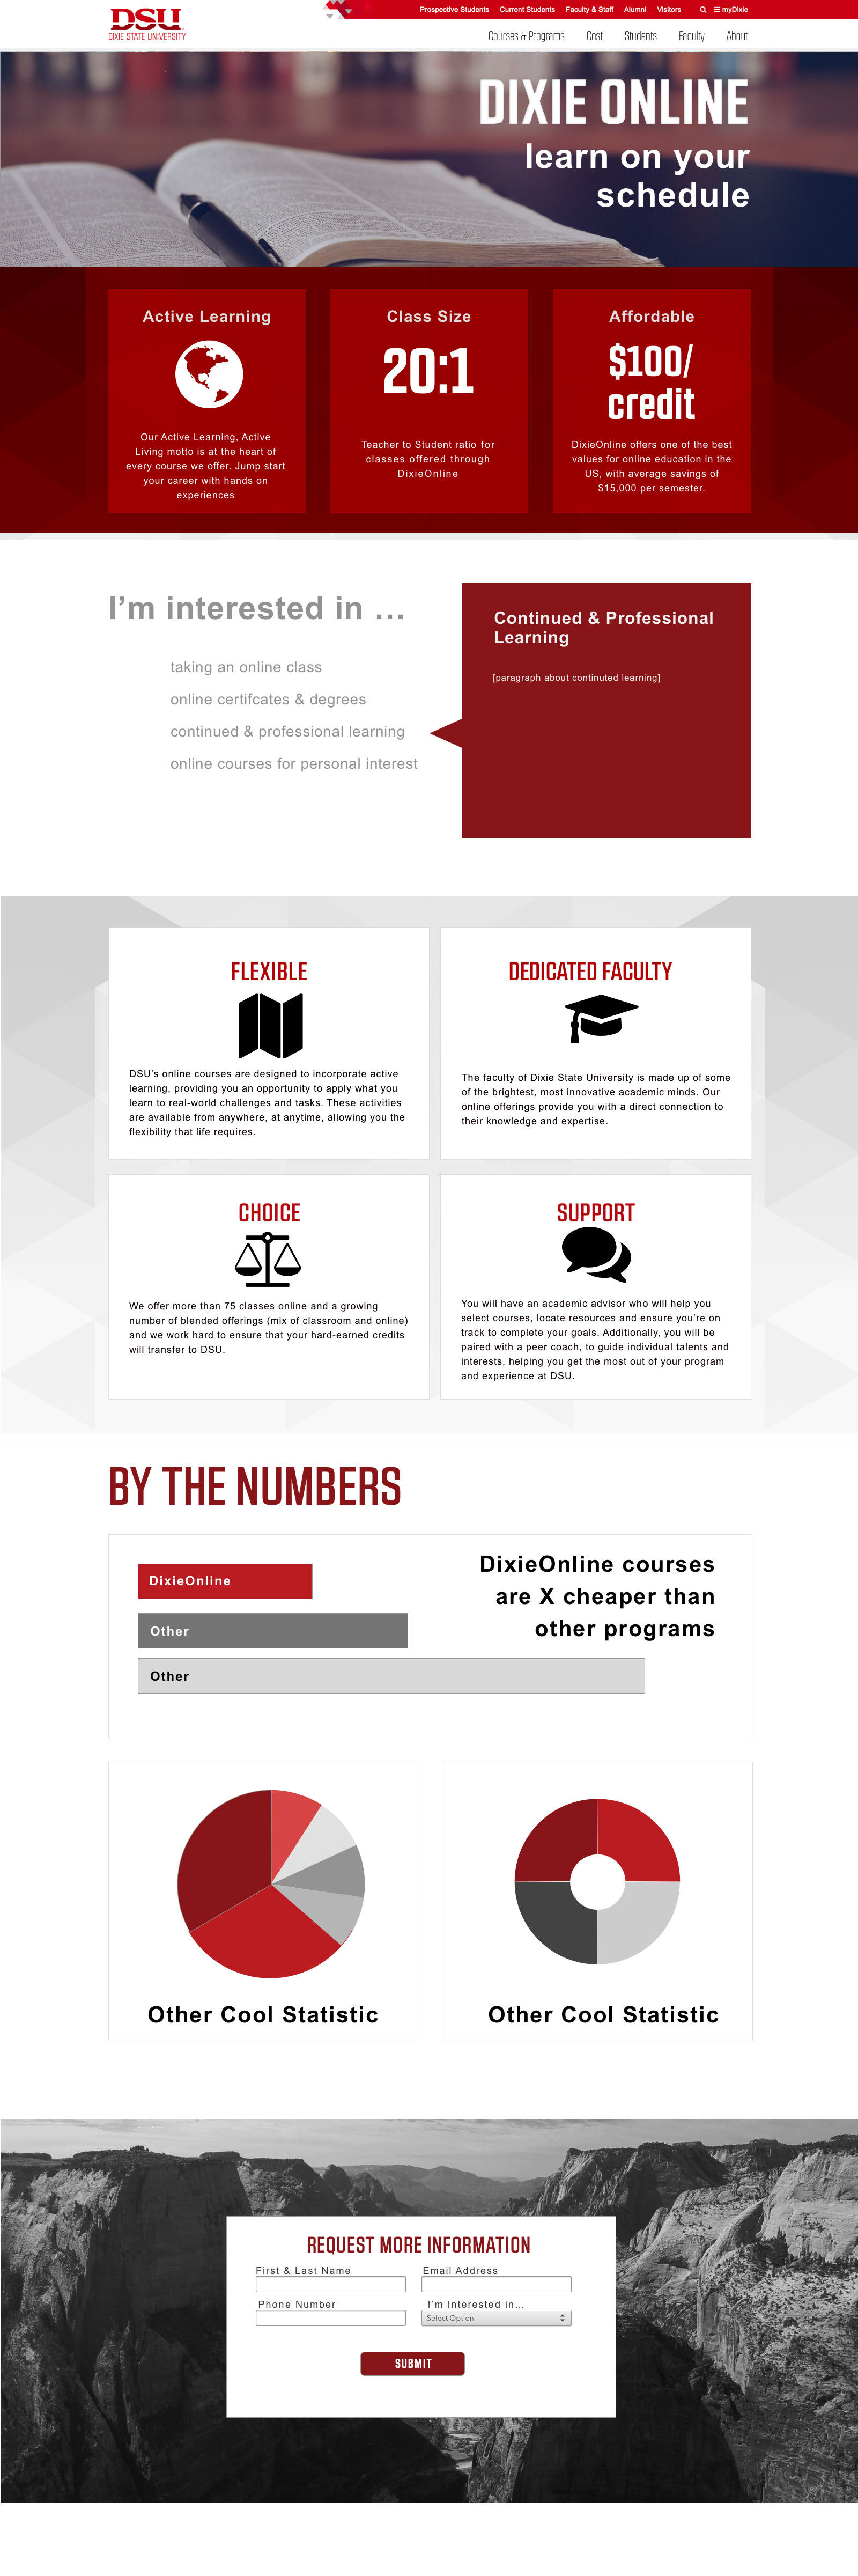 DSU
DIXIE STATE UNIVERSITY
Prospective Students Current Students Faculty & Staff Alumni Visitors myDixie
Courses & Programs Cost Students Faculty About
DIXIE ONLINE
learn on your
schedule
Active Learning
Our Active Learning, Active
Living motto is at the heart of
every course we offer. Jump start
your career with hands on
experiences
Class Size
20:1
Teacher to Student ratio for
classes offered through
DixieOnline
Affordable
$100/
credit
DixieOnline offers one of the best
values for online education in the
US, with average savings of
$15,000 per semester.
I'm interested in ...
taking an online class
online certifcates & degrees
continued & professional learning
online courses for personal interest
Continued & Professional
Learning
[paragraph about continuted learning]
FLEXIBLE
DSU's online courses are designed to incorporate active
learning, providing you an opportunity to apply what you
learn to real-world challenges and tasks. These activities
are available from anywhere, at anytime, allowing you the
flexibility that life requires.
DEDICATED FACULTY
The faculty of Dixie State University is made up of some
of the brightest, most innovative academic minds. Our
online offerings provide you with a direct connection to
their knowledge and expertise.
CHOICE
We offer more than 75 classes online and a growing
number of blended offerings (mix of classroom and online)
and we work hard to ensure that your hard-earned credits
will transfer to DSU.
SUPPORT
You will have an academic advisor who will help you
select courses, locate resources and ensure you're on
track to complete your goals. Additionally, you will be
paired with a peer coach, to guide individual talents and
interests, helping you get the most out of your program
and experience at DSU.
BY THE NUMBERS
DixieOnline
Other
Other
DixieOnline courses
are X cheaper than
other programs
Other Cool Statistic
Other Cool Statistic
REQUEST MORE INFORMATION
First & Last Name
Email Address
Phone Number
I'm Interested in...
Select Option
SUBMIT